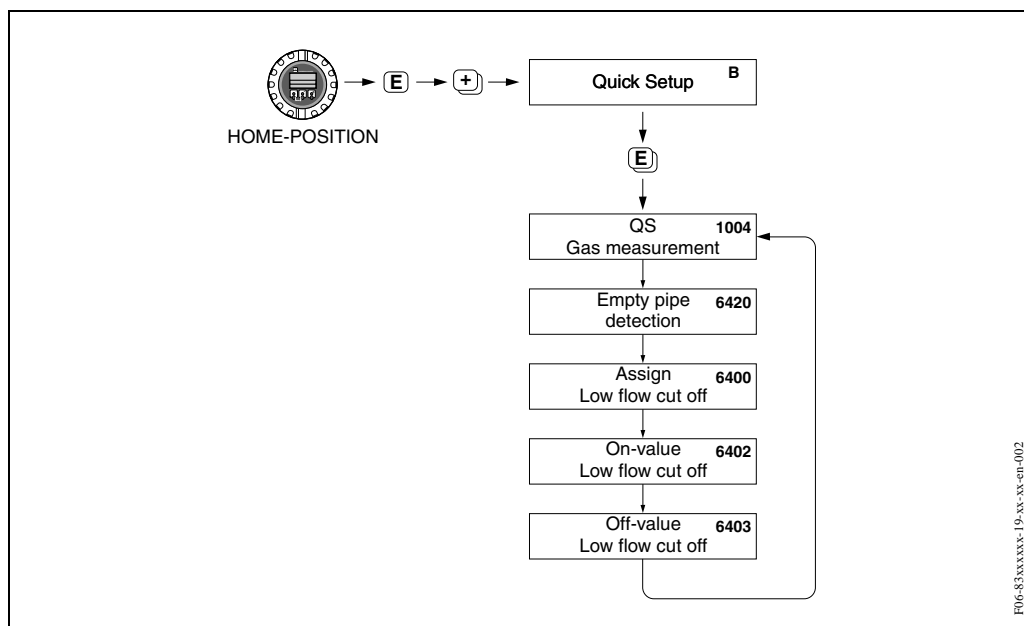 E
+
Quick Setup B
HOME-POSITION
E
QS 1004
Gas measurement
Empty pipe 6420
detection
Assign 6400
Low flow cut off
On-value 6402
Low flow cut off
Off-value 6403
Low flow cut off
F06-83xxxxxx-19-xx-xx-en-002